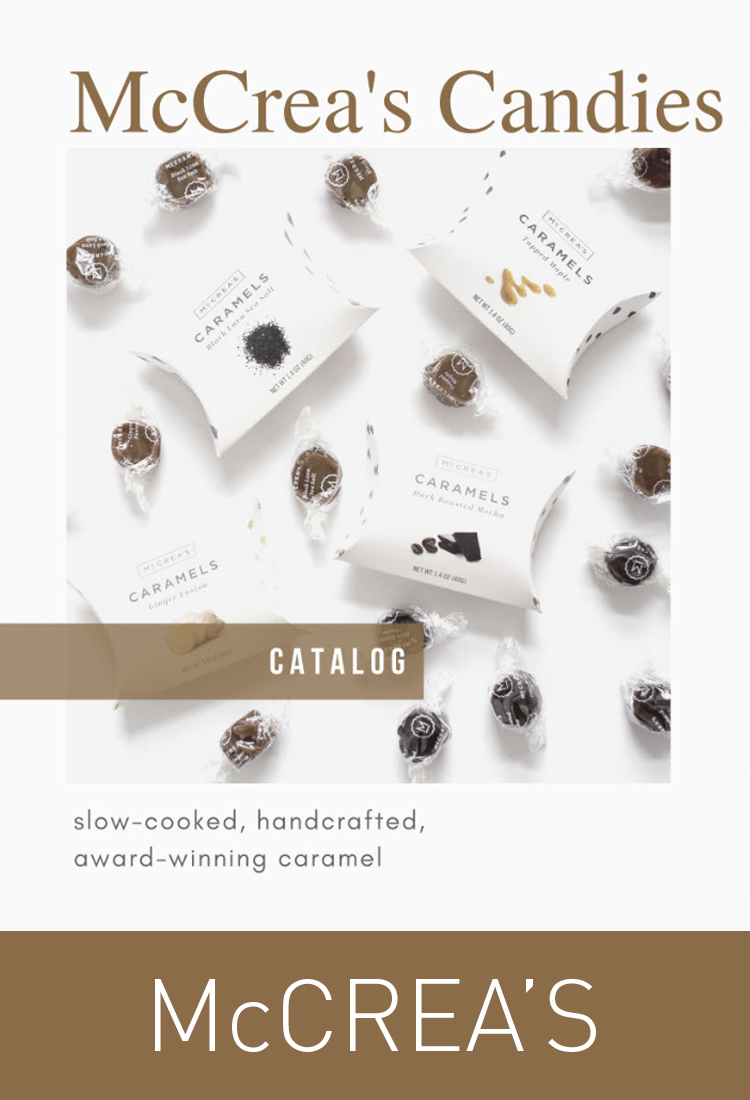 McCrea's Candies
McCREA'S
CARAMELS
Black Lava Sea Salt
NET WT 1.4 OZ (40G)
McCREA'S
CARAMELS
Tapped Maple
NET WT 1.4 OZ (40G)
McCREA'S
CARAMELS
Dark Roasted Mocha
NET WT 1.4 OZ (40G)
McCREA'S
CARAMELS
Ginger Fusion
CATALOG
slow-cooked, handcrafted,
award-winning caramel
McCREA'S